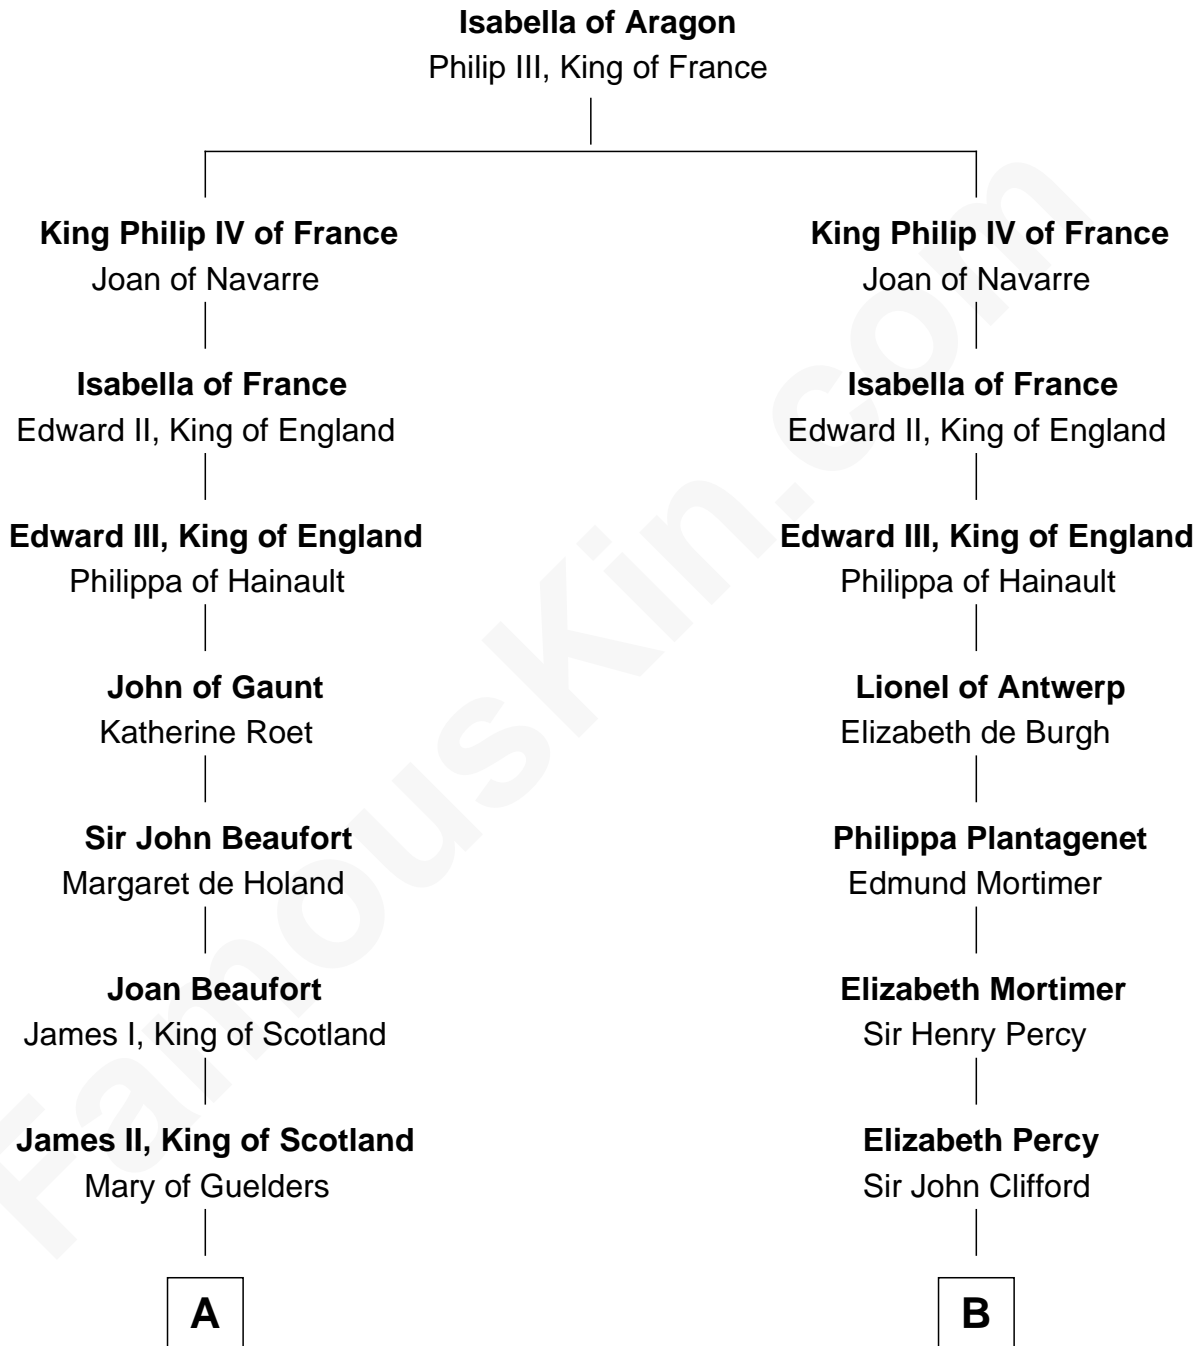 Isabella of Aragon
Philip III, King of France
King Philip IV of France
Joan of Navarre
King Philip IV of France
Joan of Navarre
Isabella of France
Edward II, King of England
Isabella of France
Edward II, King of England
Edward III, King of England
Philippa of Hainault
Edward III, King of England
Philippa of Hainault
John of Gaunt
Katherine Roet
Lionel of Antwerp
Elizabeth de Burgh
Sir John Beaufort
Margaret de Holand
Philippa Plantagenet
Edmund Mortimer
Joan Beaufort
James I, King of Scotland
Elizabeth Mortimer
Sir Henry Percy
James II, King of Scotland
Mary of Guelders
Elizabeth Percy
Sir John Clifford
A
B
FamousKin.com